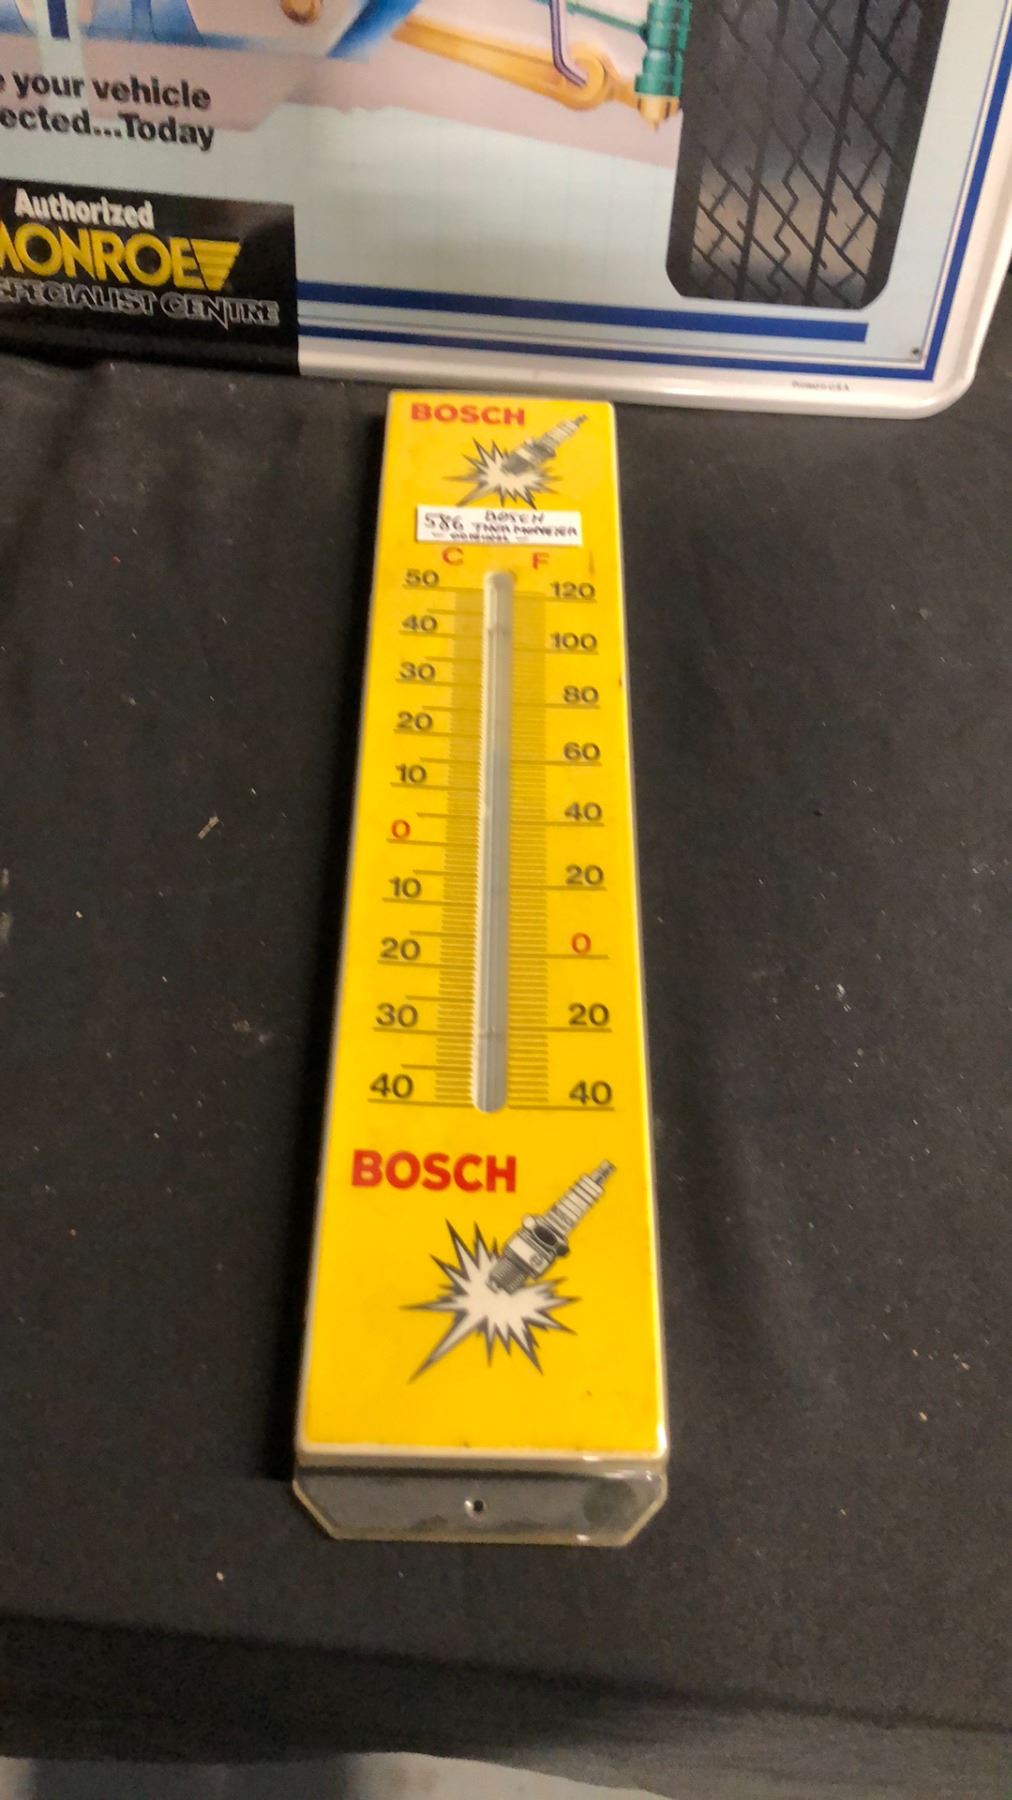 your vehicle
ected...Today
Authorized
MONROE
SPECIALIST CENTRE
BOSCH
586 BOSCH
THERMOMETER
C F
50 120
40 100
30 80
20 60
10 40
0 20
10 0
20 20
30 40
40
BOSCH